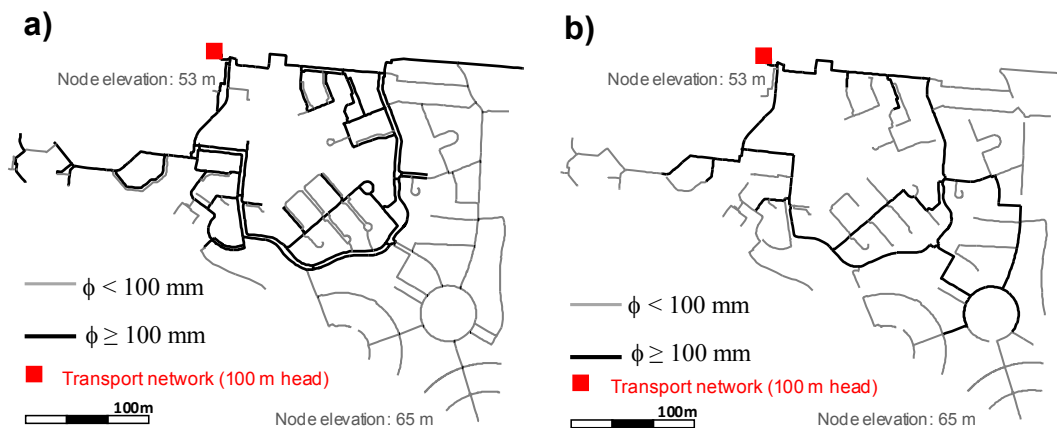 a)
Node elevation: 53 m
ϕ < 100 mm
ϕ ≥ 100 mm
Transport network (100 m head)
100m
Node elevation: 65 m
b)
Node elevation: 53 m
ϕ < 100 mm
ϕ ≥ 100 mm
Transport network (100 m head)
100m
Node elevation: 65 m